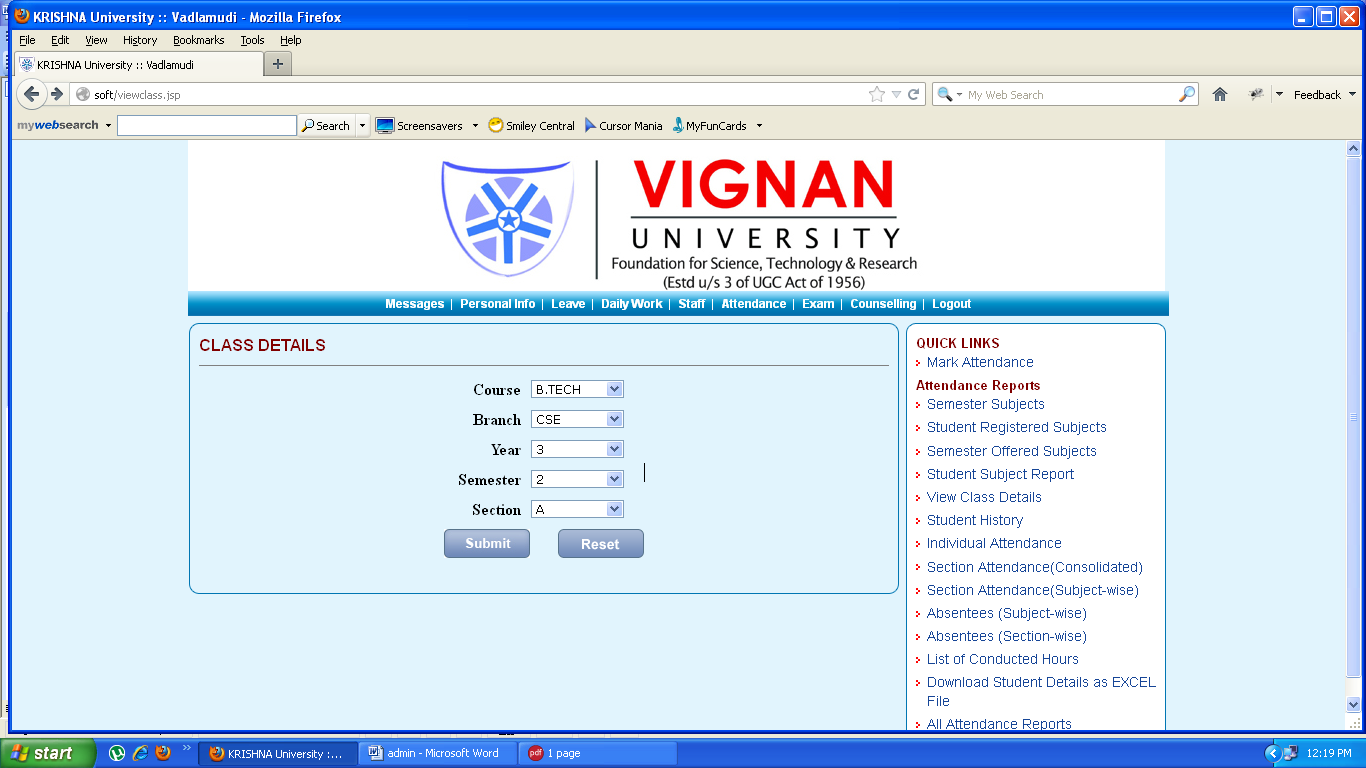 KRISHNA University :: Vadlamudi - Mozilla Firefox
File Edit View History Bookmarks Tools Help
KRISHNA University :: Vadlamudi
soft/viewclass.jsp
My Web Search
Feedback
mywebsearch
Search
Screensavers
Smiley Central
Cursor Mania
MyFunCards
VIGNAN
UNIVERSITY
Foundation for Science, Technology & Research
(Estd u/s 3 of UGC Act of 1956)
Messages | Personal Info | Leave | Daily Work | Staff | Attendance | Exam | Counselling | Logout
CLASS DETAILS
Course B.TECH
Branch CSE
Year 3
Semester 2
Section A
Submit Reset
QUICK LINKS
Mark Attendance
Attendance Reports
Semester Subjects
Student Registered Subjects
Semester Offered Subjects
Student Subject Report
View Class Details
Student History
Individual Attendance
Section Attendance(Consolidated)
Section Attendance(Subject-wise)
Absentees (Subject-wise)
Absentees (Section-wise)
List of Conducted Hours
Download Student Details as EXCEL
File
All Attendance Reports
start
KRISHNA University :...
admin - Microsoft Word
pdf 1 page
12:19 PM